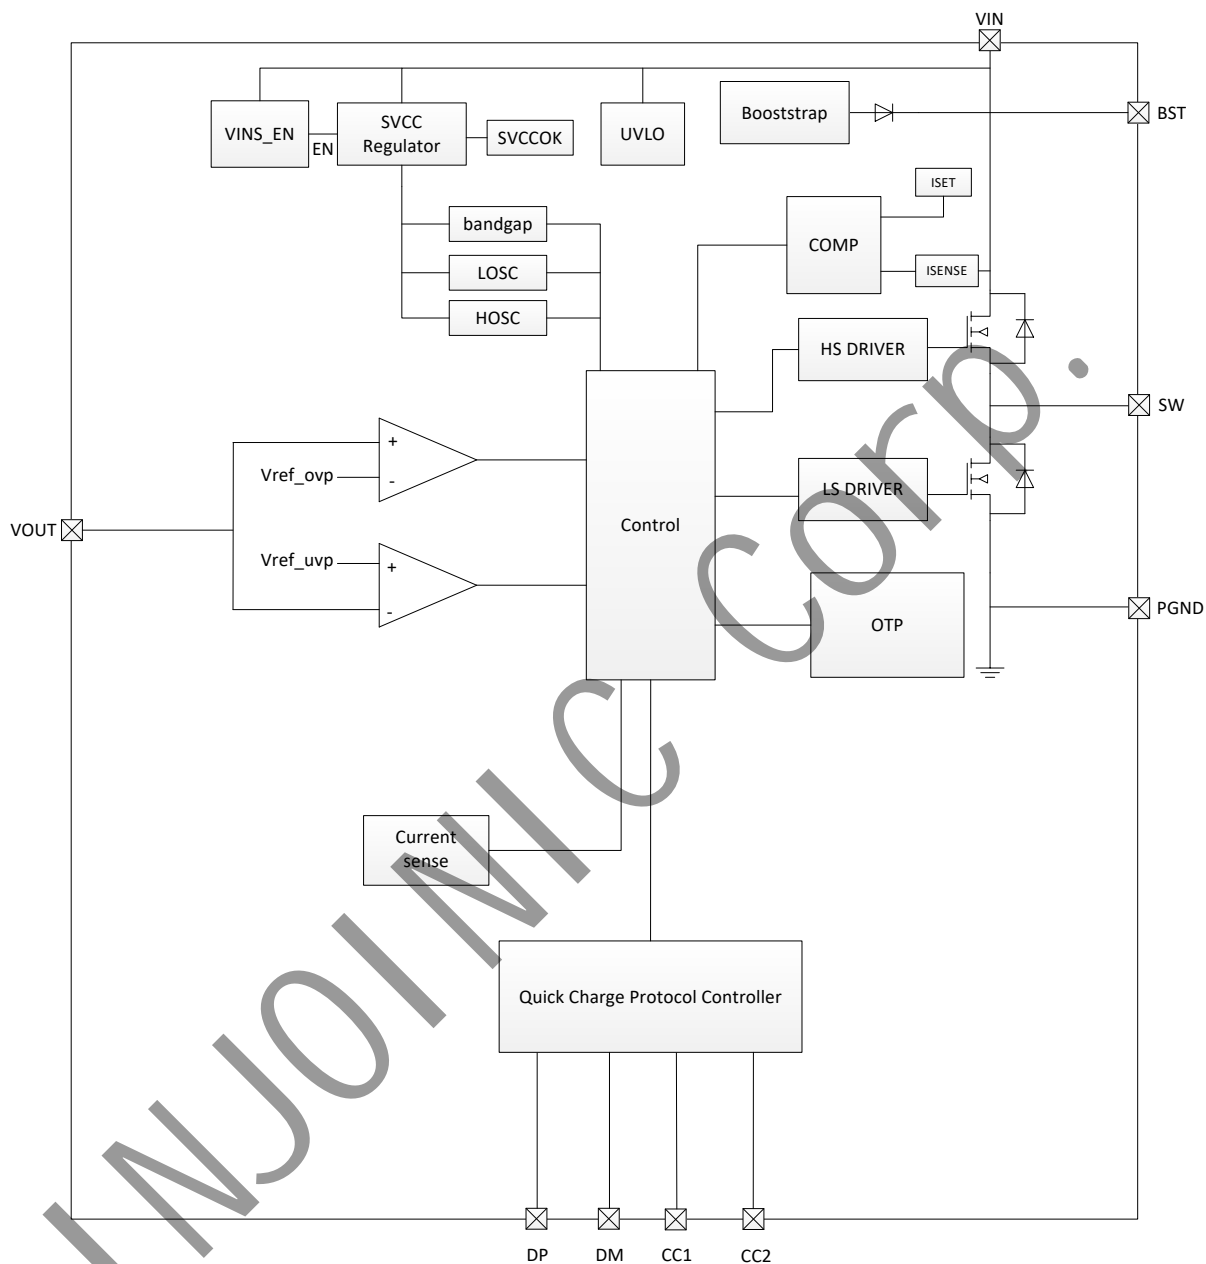 VIN
VINS_EN
EN
SVCC
Regulator
SVCCOK
UVLO
Booststrap
BST
bandgap
LOSC
HOSC
COMP
ISET
ISENSE
HS DRIVER
SW
+
Vref_ovp
-
LS DRIVER
Control
VOUT
Vref_uvp
+
-
OTP
PGND
Current
sense
Quick Charge Protocol Controller
DP
DM
CC1
CC2
INJOINIC Corp.